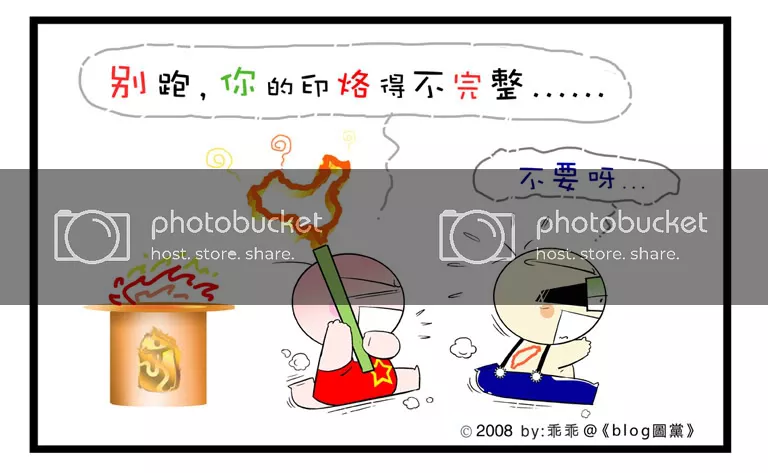 别跑,你的印烙得不完整......
不要呀...
photobucket
host. store. share.
photobucket
host. store. share.
© 2008 by:乖乖@《blog圖黨》